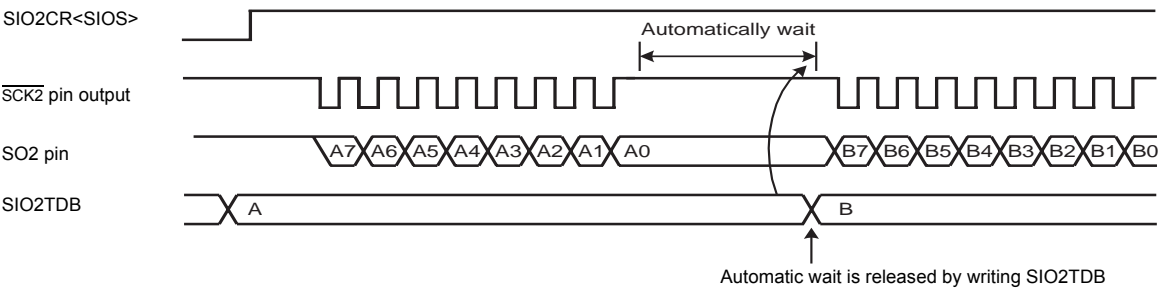 SIO2CR<SIOS>
Automatically wait
SCK2 pin output
SO2 pin
A7 A6 A5 A4 A3 A2 A1 A0 B7 B6 B5 B4 B3 B2 B1 B0
SIO2TDB
A B
Automatic wait is released by writing SIO2TDB